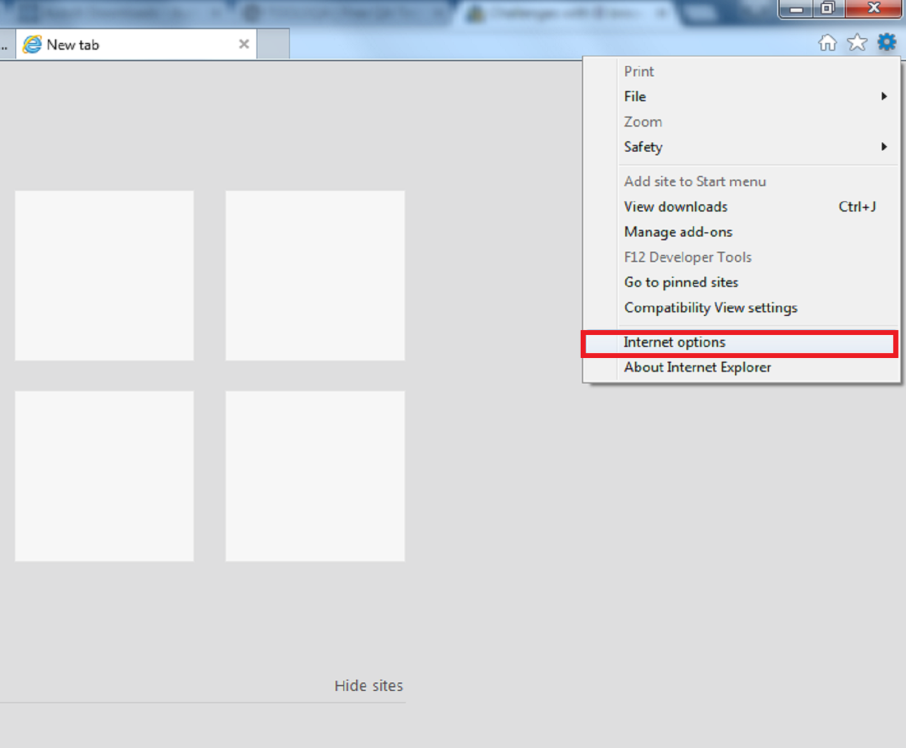 New tab
Print
File
Zoom
Safety
Add site to Start menu
View downloads Ctrl+J
Manage add-ons
F12 Developer Tools
Go to pinned sites
Compatibility View settings
Internet options
About Internet Explorer
Hide sites